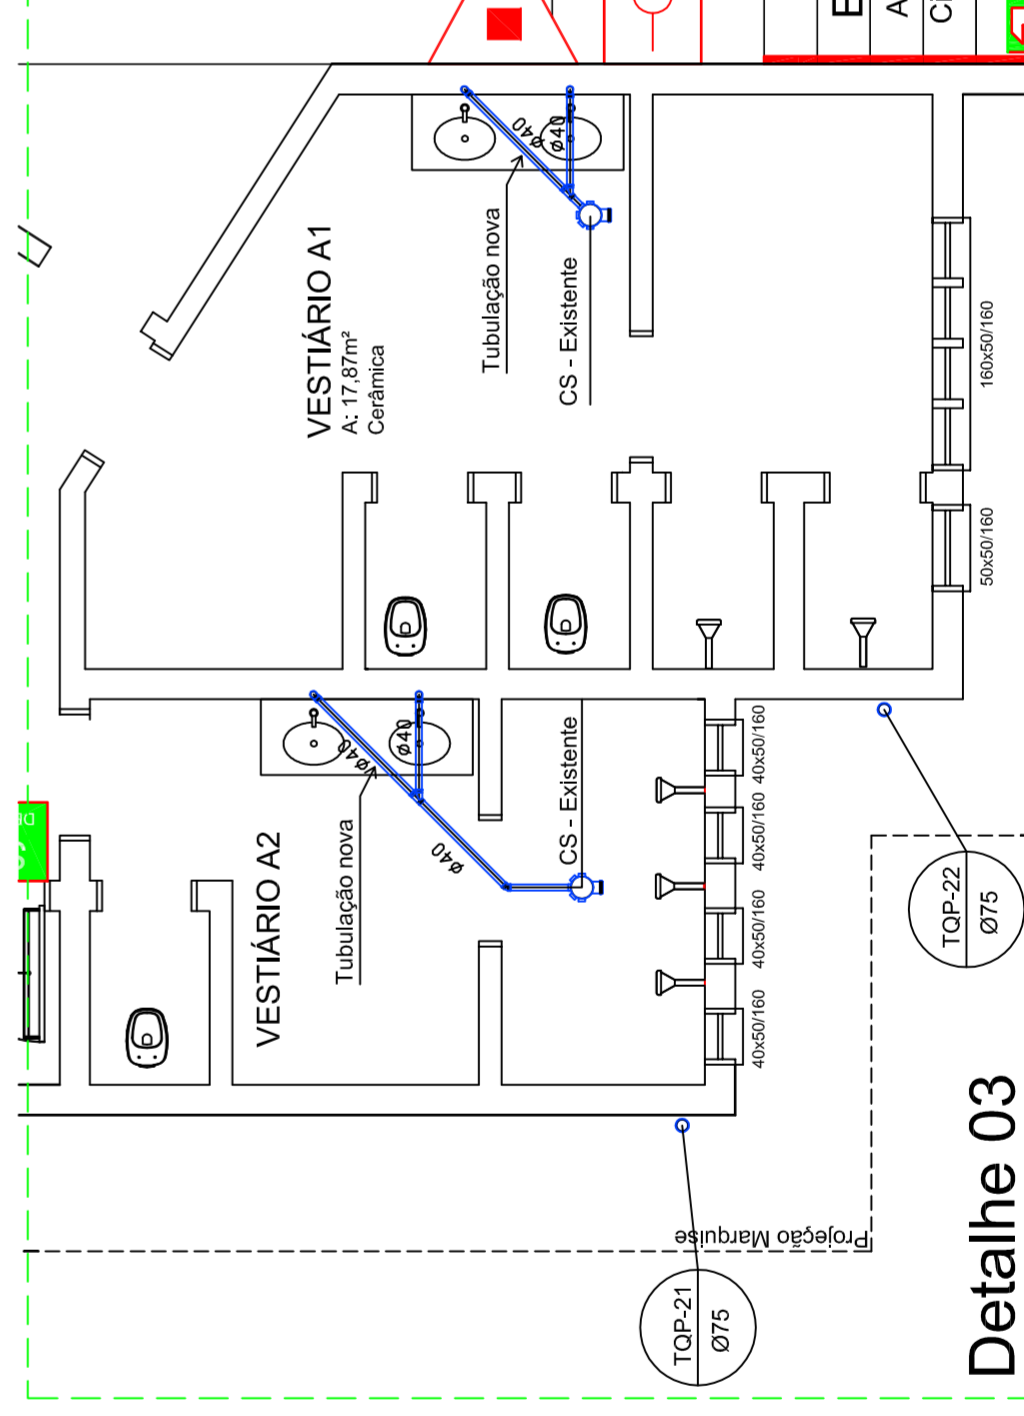 VESTIÁRIO A1
A: 17,87m²
Cerâmica
Tubulação nova
CS - Existente
ø40
ø40
160x50/160
50x50/160
VESTIÁRIO A2
Tubulação nova
CS - Existente
ø40
ø40
ø40
40x50/160
40x50/160
40x50/160
40x50/160
TQP-22
Ø75
TQP-21
Ø75
Projeção Marquise
Detalhe 03